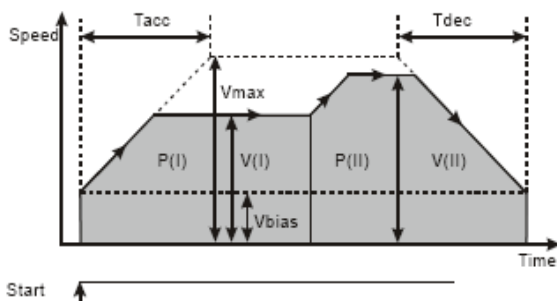 Tacc
Tdec
Speed
Vmax
P(I)
V(I)
P(II)
V(II)
Vbias
Time
Start